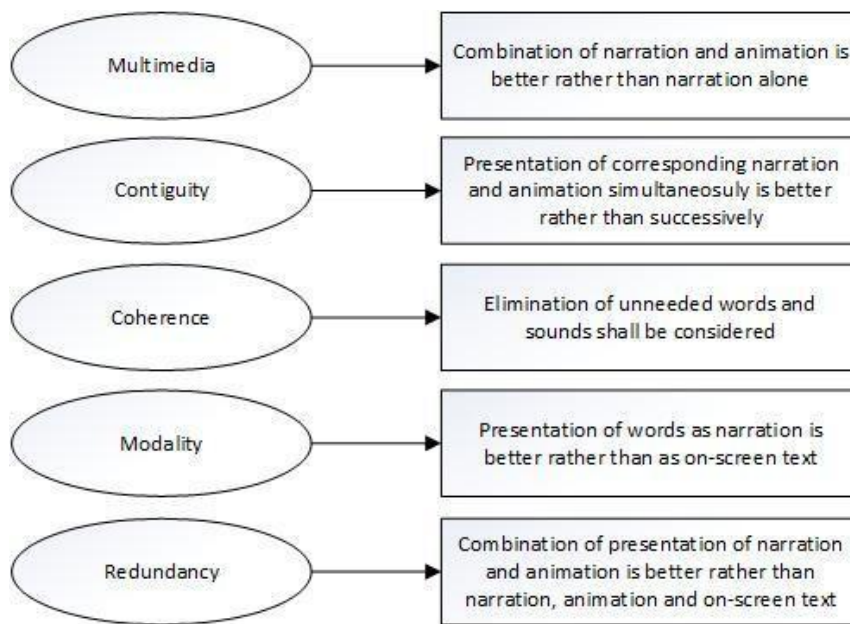 Multimedia
Combination of narration and animation is
better rather than narration alone
Contiguity
Presentation of corresponding narration
and animation simultaneosuly is better
rather than successively
Coherence
Elimination of unneeded words and
sounds shall be considered
Modality
Presentation of words as narration is
better rather than as on-screen text
Redundancy
Combination of presentation of narration
and animation is better rather than
narration, animation and on-screen text